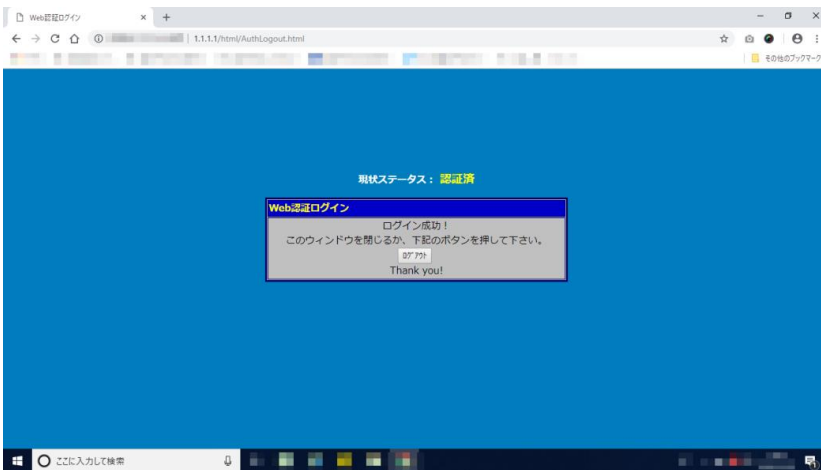 Web認証ログイン
1.1.1.1/html/AuthLogout.html
その他のブックマーク
現状ステータス： 認証済
Web認証ログイン
ログイン成功！
このウィンドウを閉じるか、下記のボタンを押して下さい。
ﾛｸﾞｱｳﾄ
Thank you!
ここに入力して検索